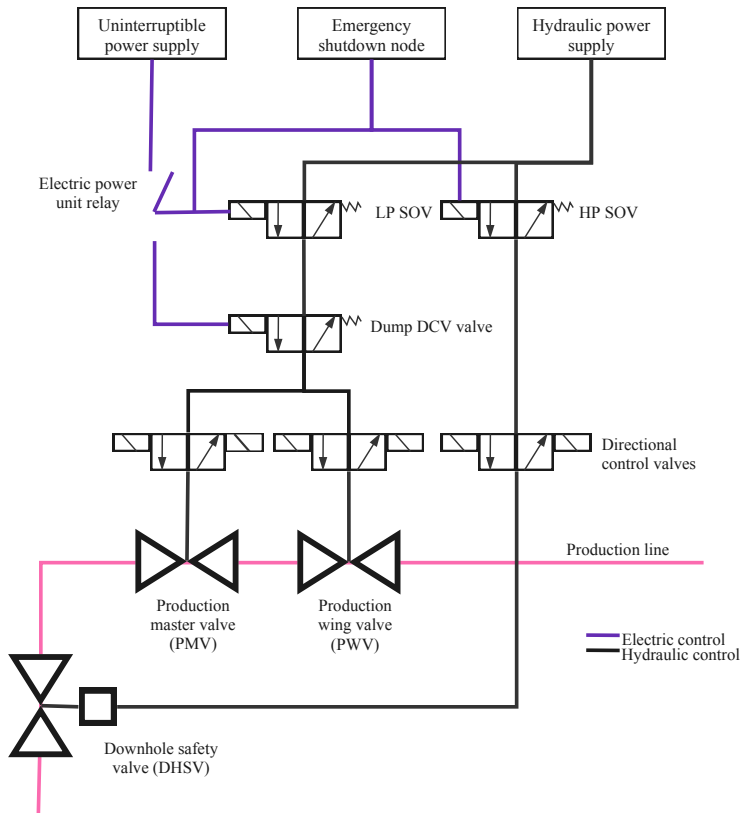 Uninterruptible
power supply
Emergency
shutdown node
Hydraulic power
supply
Electric power
unit relay
LP SOV
HP SOV
Dump DCV valve
Directional
control valves
Production line
Production
master valve
(PMV)
Production
wing valve
(PWV)
Electric control
Hydraulic control
Downhole safety
valve (DHSV)